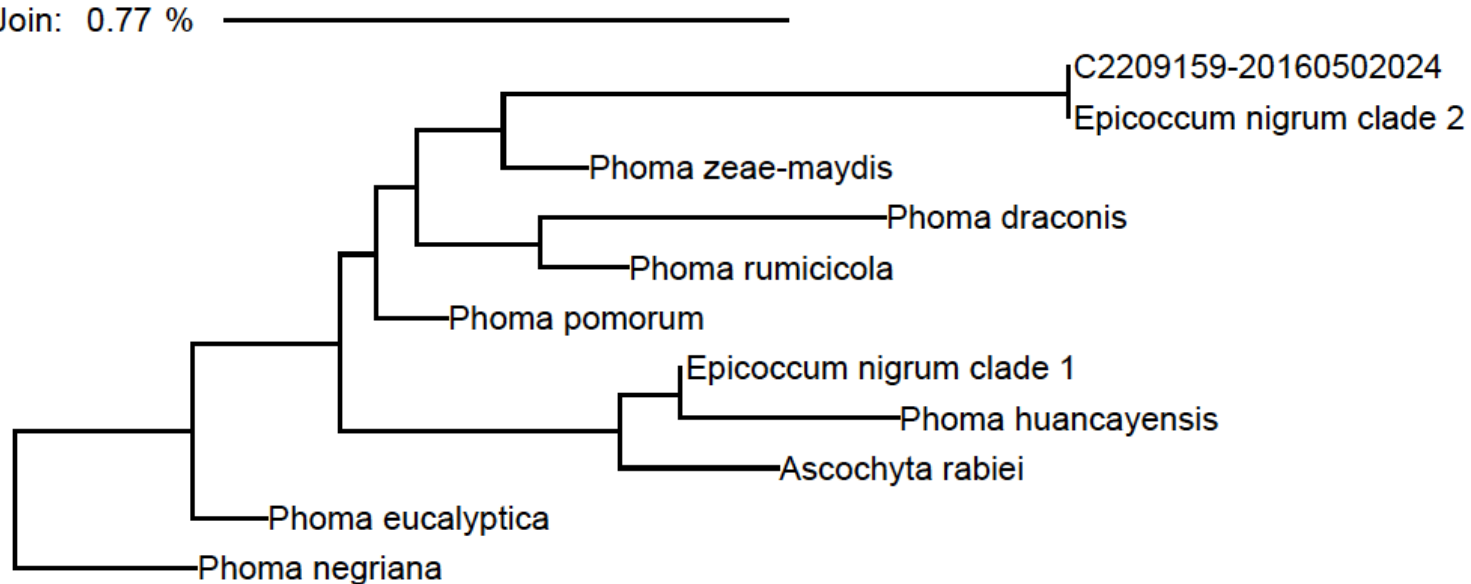 Join: 0.77 %
C2209159-20160502024
Epicoccum nigrum clade 2
Phoma zeae-maydis
Phoma draconis
Phoma rumicicola
Phoma pomorum
Epicoccum nigrum clade 1
Phoma huancayensis
Ascochyta rabiei
Phoma eucalyptica
Phoma negriana